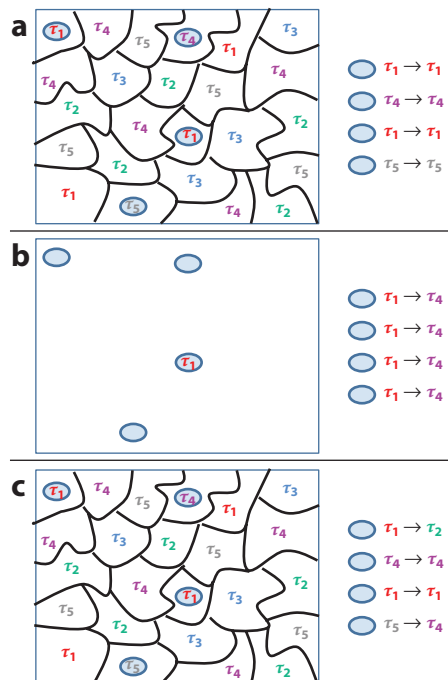 a
τ1 τ4 τ5 τ4 τ1 τ3
τ4 τ3 τ2 τ5 τ4
τ2 τ4 τ1 τ3 τ2
τ5 τ2 τ3 τ5
τ1 τ5 τ4 τ2
τ1 → τ1
τ4 → τ4
τ1 → τ1
τ5 → τ5
b
τ1
τ1 → τ4
τ1 → τ4
τ1 → τ4
τ1 → τ4
c
τ1 τ4 τ5 τ4 τ1 τ3
τ4 τ3 τ2 τ5 τ4
τ2 τ4 τ1 τ3 τ2
τ5 τ2 τ3 τ5
τ1 τ5 τ4 τ2
τ1 → τ2
τ4 → τ4
τ1 → τ1
τ5 → τ4